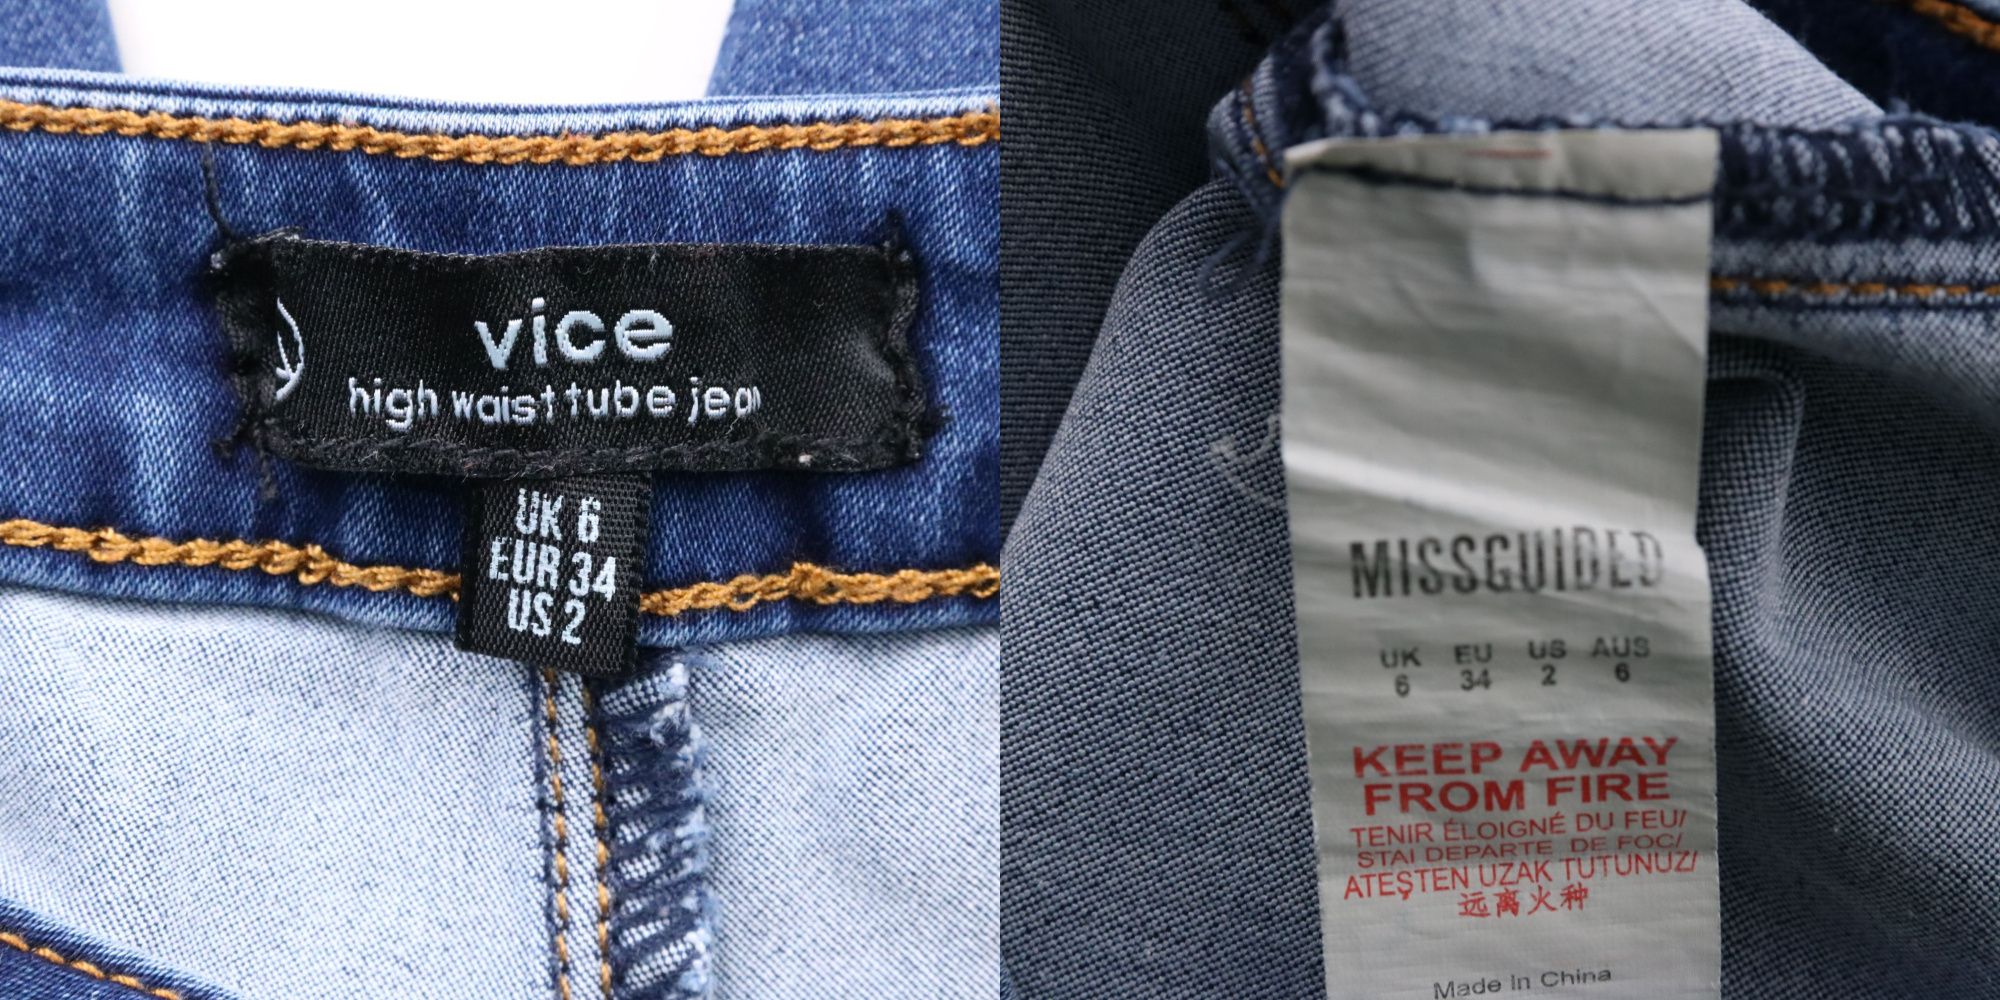 vice
high waist tube jean
UK 6
EUR 34
US 2
MISSGUIDED
UK EU US AUS
6 34 2 6
KEEP AWAY
FROM FIRE
TENIR ÉLOIGNÉ DU FEU/
STAI DEPARTE DE FOC/
ATEŞTEN UZAK TUTUNUZ/
远离火种
Made In China